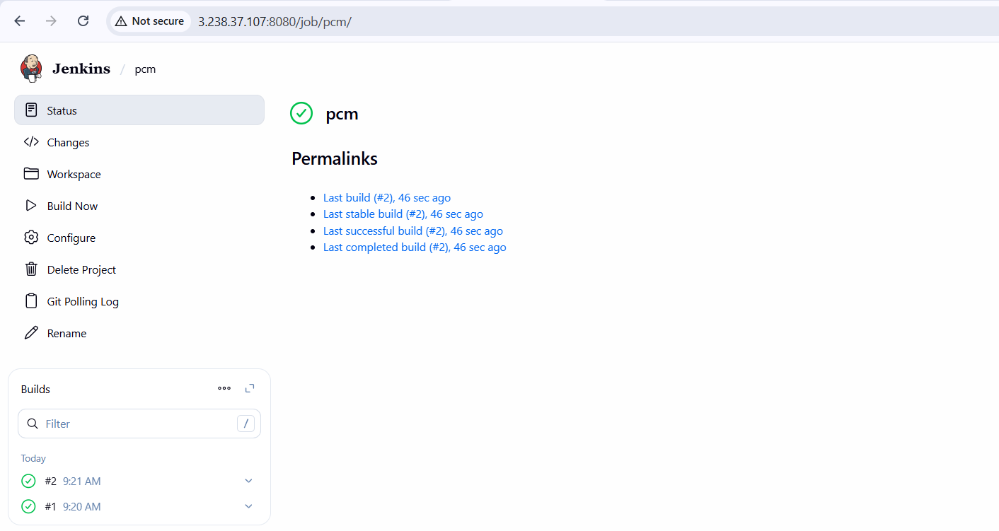 Not secure 3.238.37.107:8080/job/pcm/
Jenkins / pcm
Status
Changes
Workspace
Build Now
Configure
Delete Project
Git Polling Log
Rename
Builds
Filter /
Today
#2 9:21 AM
#1 9:20 AM
pcm
Permalinks
Last build (#2), 46 sec ago
Last stable build (#2), 46 sec ago
Last successful build (#2), 46 sec ago
Last completed build (#2), 46 sec ago